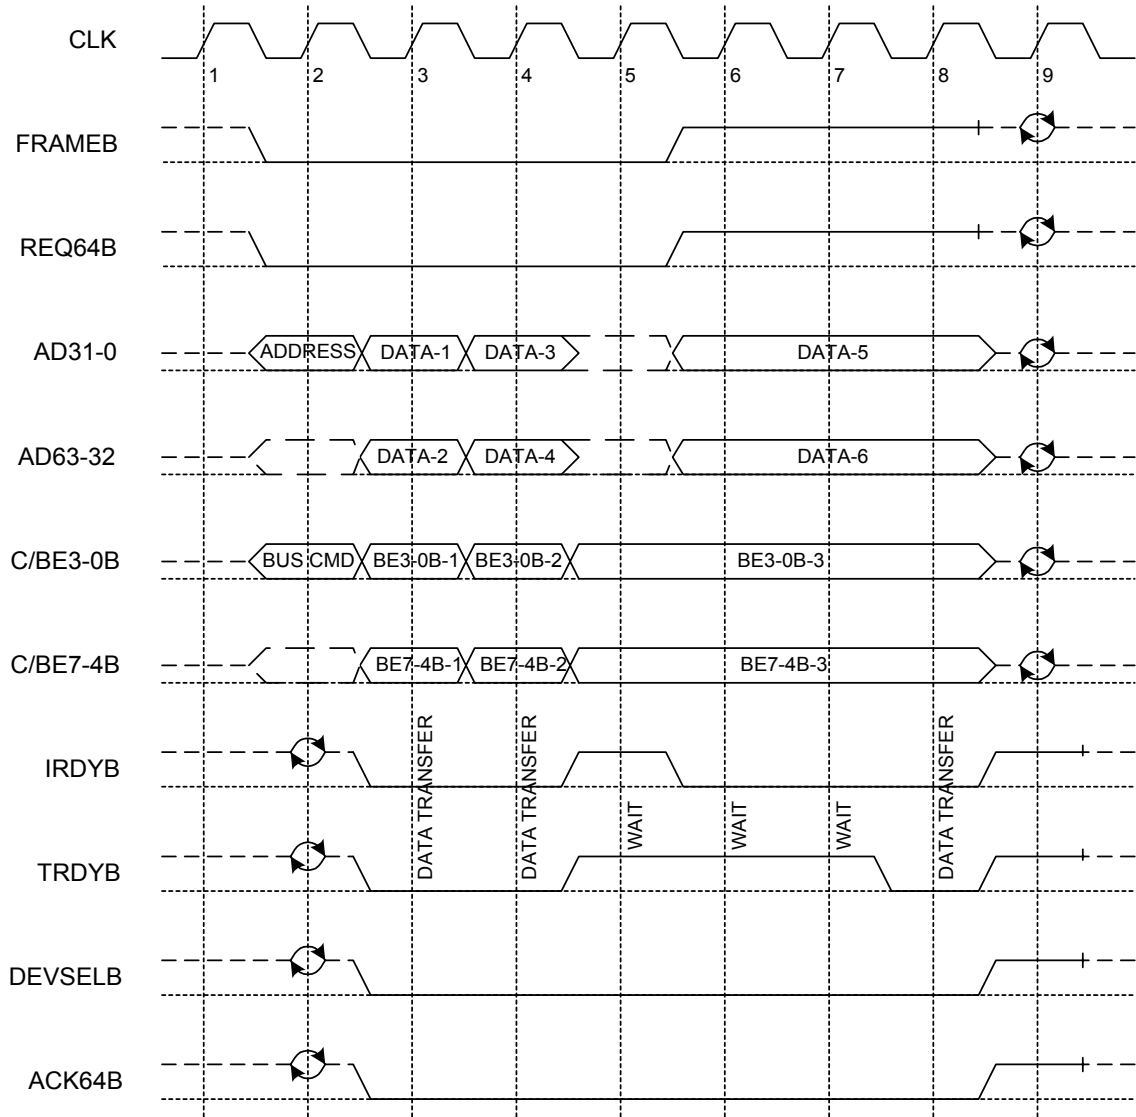 CLK
1 2 3 4 5 6 7 8 9
FRAMEB
REQ64B
AD31-0 ADDRESS DATA-1 DATA-3 DATA-5
AD63-32 DATA-2 DATA-4 DATA-6
C/BE3-0B BUS CMD BE3-0B-1 BE3-0B-2 BE3-0B-3
C/BE7-4B BE7-4B-1 BE7-4B-2 BE7-4B-3
IRDYB
DATA TRANSFER
DATA TRANSFER
WAIT
WAIT
WAIT
DATA TRANSFER
TRDYB
DEVSELB
ACK64B